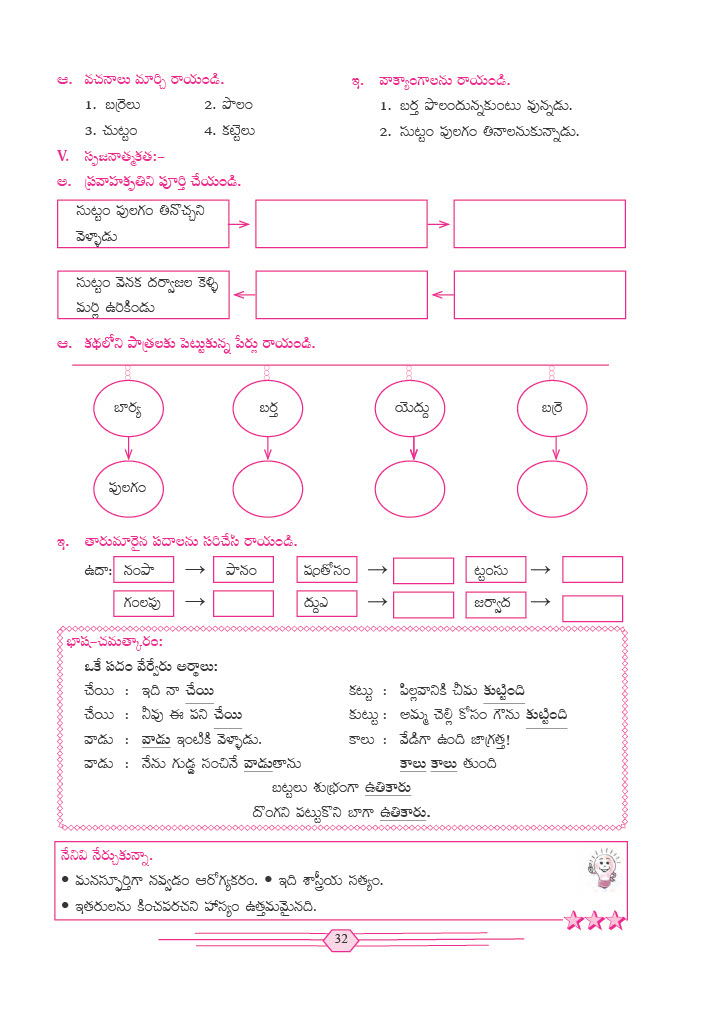 ఆ. వచనాలు మార్చి రాయండి.
1. బర్రెలు 2. పొలం
3. చుట్టం 4. కట్టెలు
ఇ. వాక్యాంగాలను రాయండి.
1. బర్త పొలందున్నకుంటు వున్నడు.
2. సుట్టం పులగం తినాలనుకున్నాడు.
V. సృజనాత్మకత:–
అ. ప్రవాహకృతిని పూర్తి చేయండి.
సుట్టం పులగం తినొచ్చని
వెళ్ళాడు
సుట్టం వెనక దర్వాజల కెళ్ళి
మర్లి ఉరికిండు
ఆ. కథలోని పాత్రలకు పెట్టుకున్న పేర్లు రాయండి.
బార్య బర్త యెద్దు బర్రె
పులగం
ఇ. తారుమారైన పదాలను సరిచేసి రాయండి.
ఉదా: నంపా → పానం షంతోసం → ట్టంసు →
గంలపు → ద్దుఎ → జర్వాద →
భాష–చమత్కారం:
ఒకే పదం వేర్వేరు అర్థాలు:
చేయి : ఇది నా చేయి కట్టు : పిల్లవానికి చీమ కుట్టింది
చేయి : నీవు ఈ పని చేయి కుట్టు : అమ్మ చెల్లి కోసం గౌను కుట్టింది
వాడు : వాడు ఇంటికి వెళ్ళాడు. కాలు : వేడిగా ఉంది జాగ్రత్త!
వాడు : నేను గుడ్డ సంచినే వాడుతాను కాలు కాలు తుంది
బట్టలు శుభ్రంగా ఉతికారు
దొంగని పట్టుకొని బాగా ఉతికారు.
నేనివి నేర్చుకున్నా.
• మనస్ఫూర్తిగా నవ్వడం ఆరోగ్యకరం. • ఇది శాస్త్రీయ సత్యం.
• ఇతరులను కించపరచని హాస్యం ఉత్తమమైనది.
32